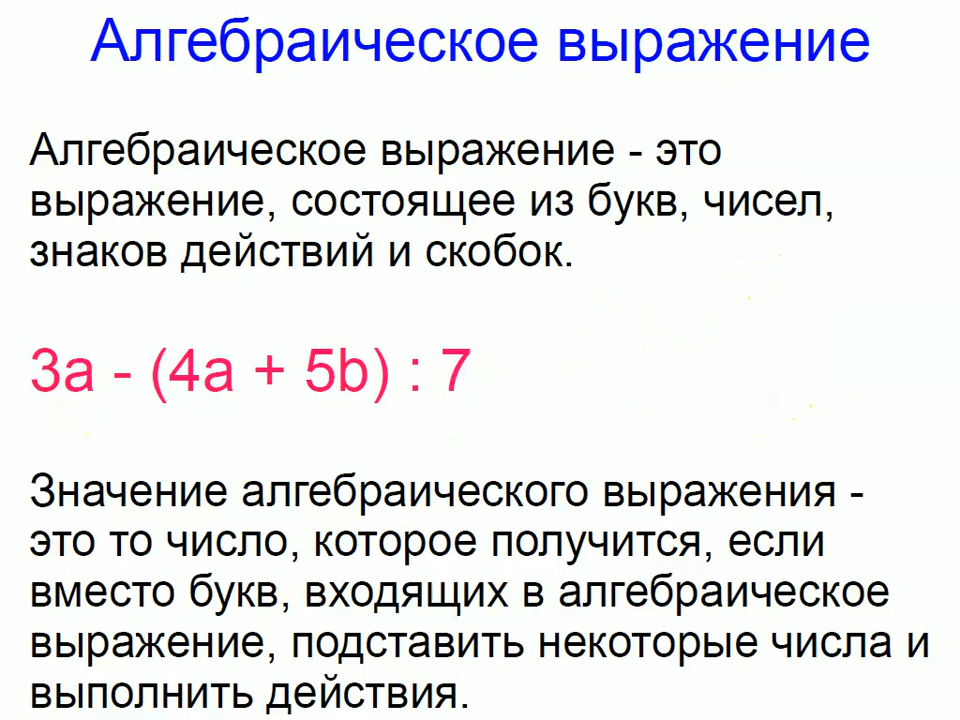 Алгебраическое выражение
Алгебраическое выражение - это
выражение, состоящее из букв, чисел,
знаков действий и скобок.
3a - (4a + 5b) : 7
Значение алгебраического выражения -
это то число, которое получится, если
вместо букв, входящих в алгебраическое
выражение, подставить некоторые числа и
выполнить действия.